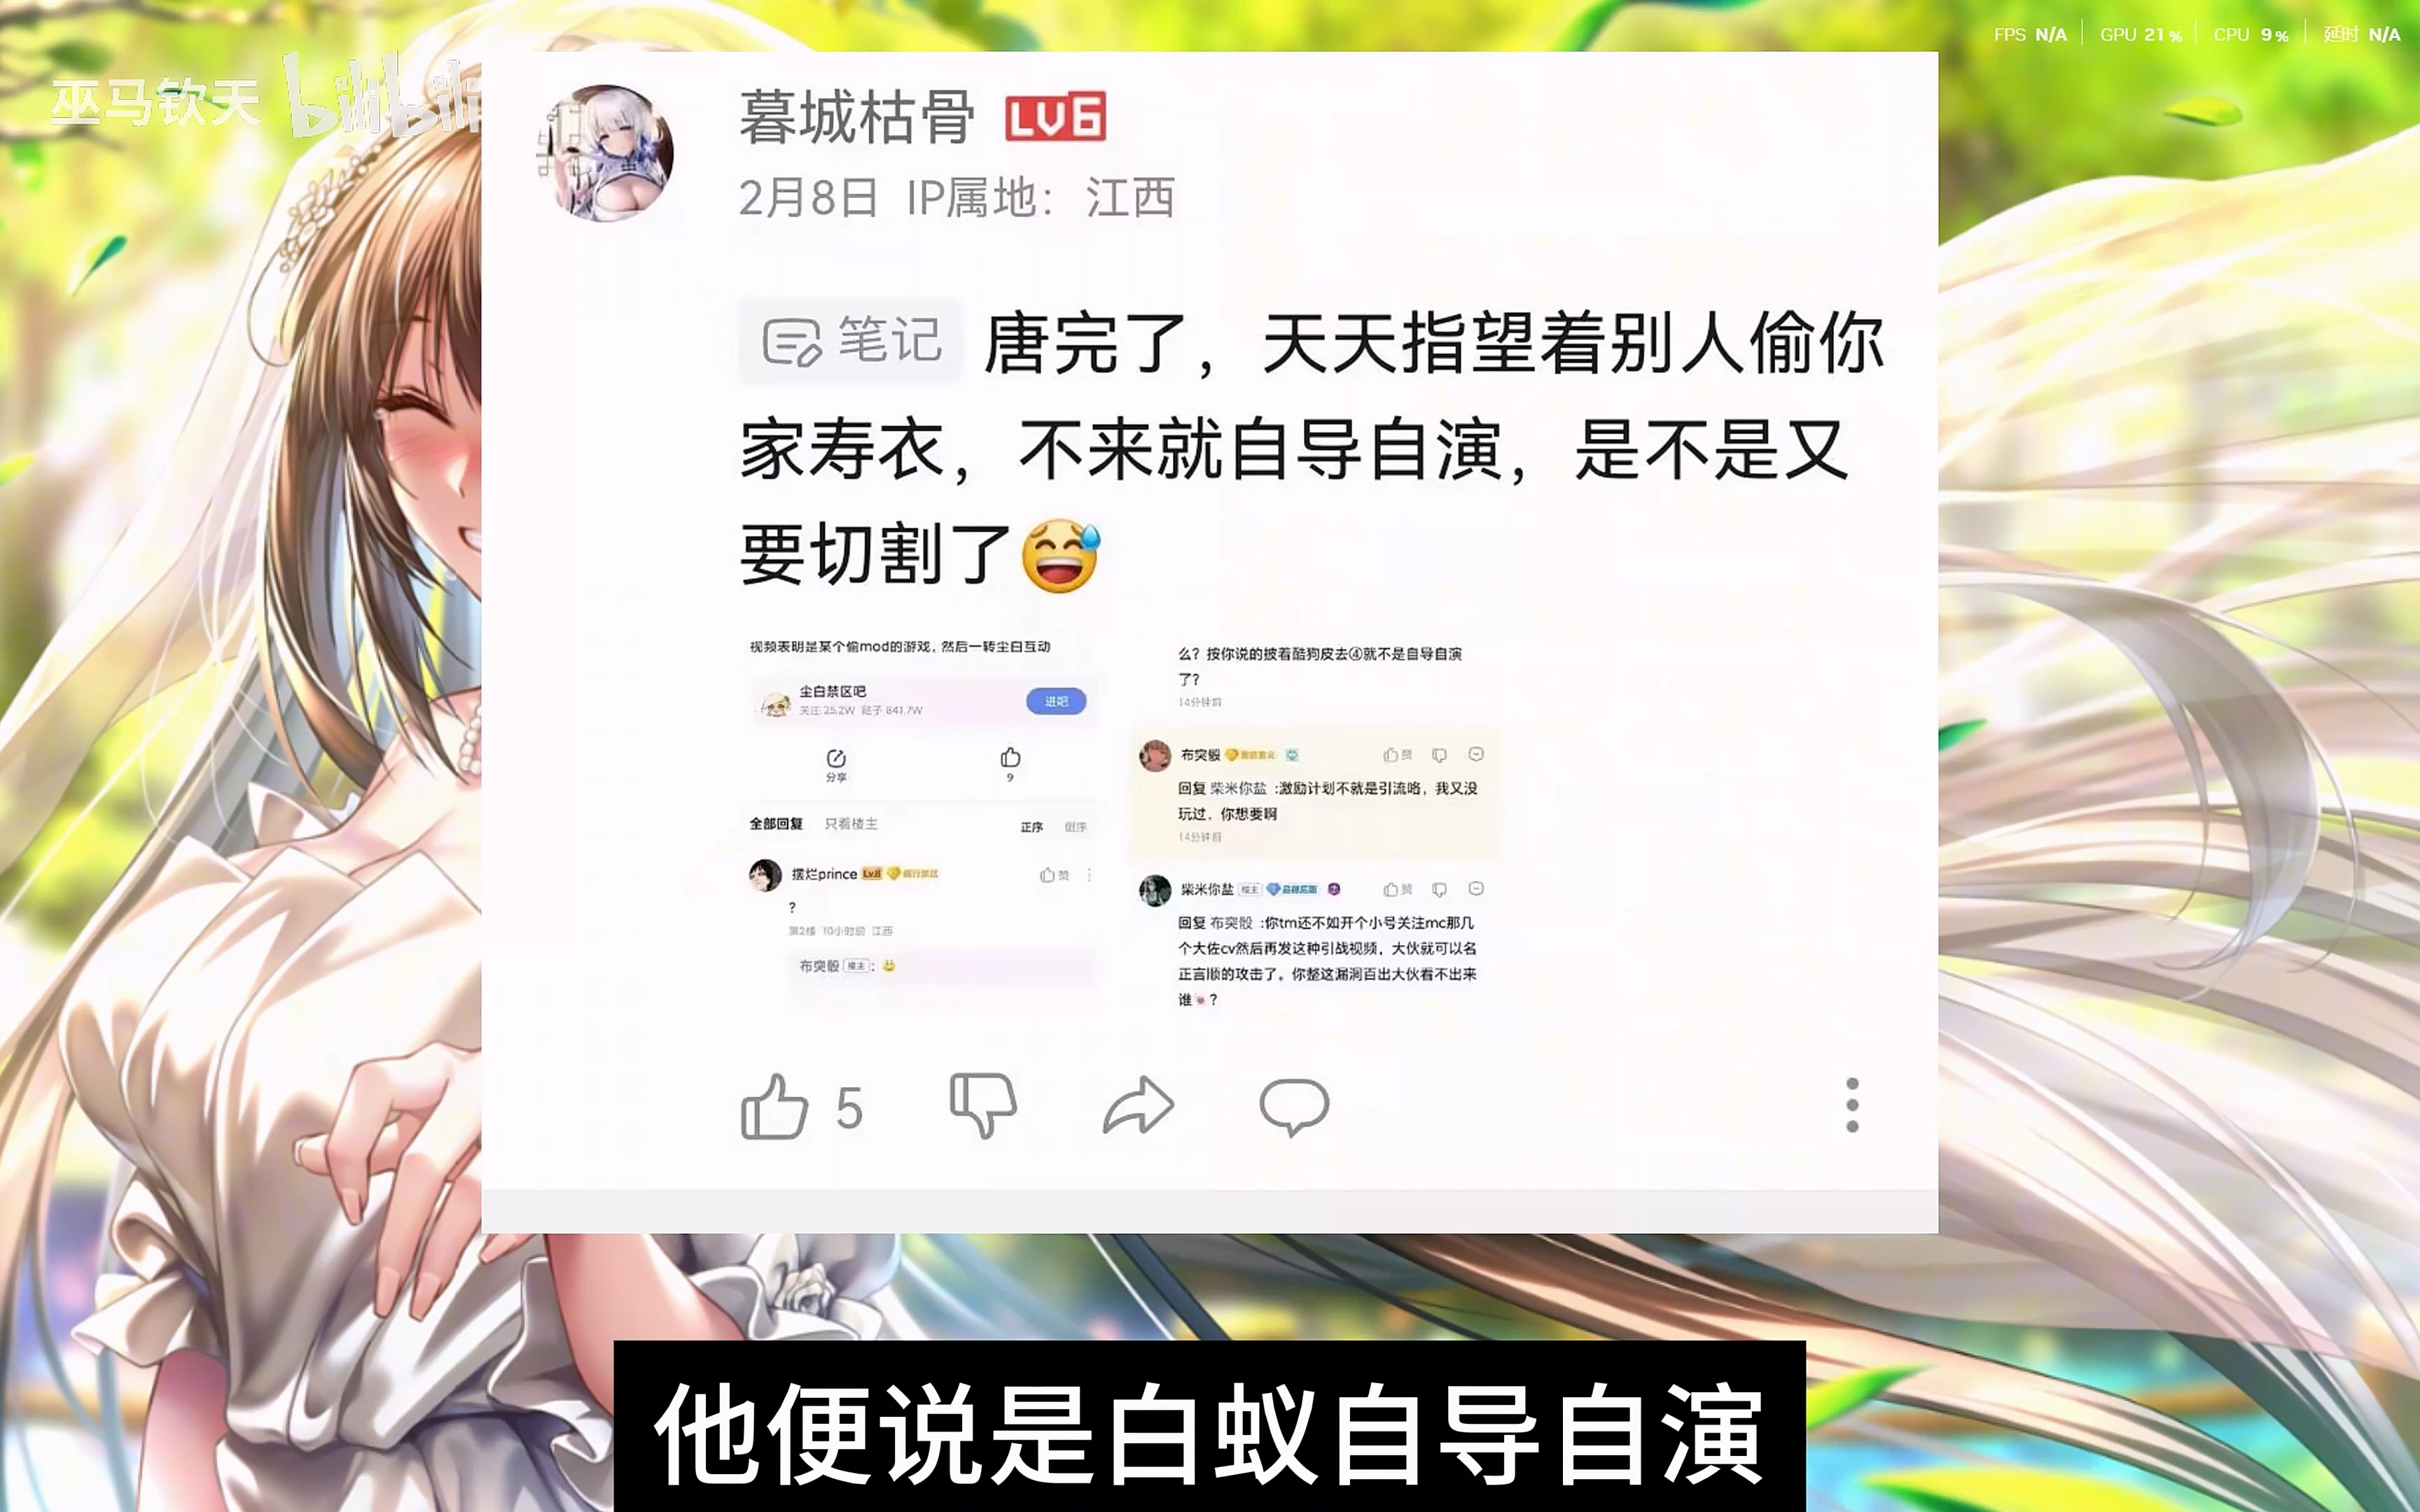 FPS N/A GPU 21% CPU 9% 延时 N/A
巫马钦天 bilibili
暮城枯骨 LV6
2月8日 IP属地：江西
笔记 唐完了，天天指望着别人偷你
家寿衣，不来就自导自演，是不是又
要切割了😅
视频表明是某个偷mod的游戏，然后一转尘白互动
尘白禁区吧
关注 25.2W 贴子 841.7W
进吧
分享
9
全部回复 只看楼主 正序 倒序
摆烂prince Lv.8
赞
?
第2楼 10小时前 江西
布突骰 楼主：
么？按你说的披着酷狗皮去④就不是自导自演
了？
14分钟前
布突骰
赞
回复 柴米你盐 :激励计划不就是引流咯，我又没
玩过，你想要啊
14分钟前
柴米你盐 楼主
赞
回复 布突骰 :你tm还不如开个小号关注mc那几
个大佐cv然后再发这种引战视频，大伙就可以名
正言顺的攻击了。你整这漏洞百出大伙看不出来
谁？
5
他便说是白蚁自导自演